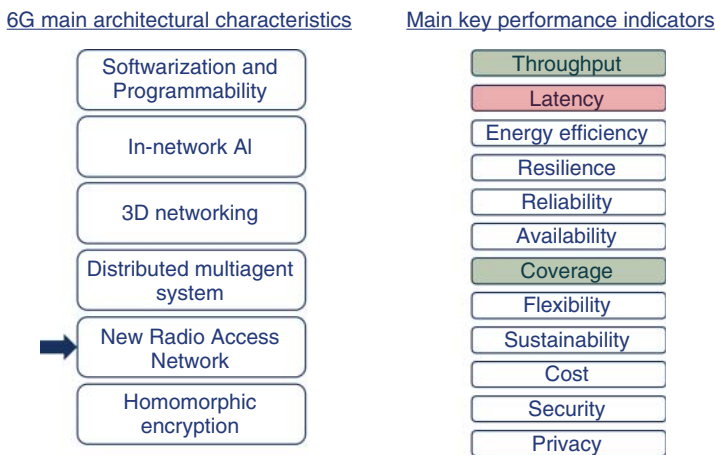 6G main architectural characteristics
Softwarization and
Programmability
In-network AI
3D networking
Distributed multiagent
system
New Radio Access
Network
Homomorphic
encryption
Main key performance indicators
Throughput
Latency
Energy efficiency
Resilience
Reliability
Availability
Coverage
Flexibility
Sustainability
Cost
Security
Privacy